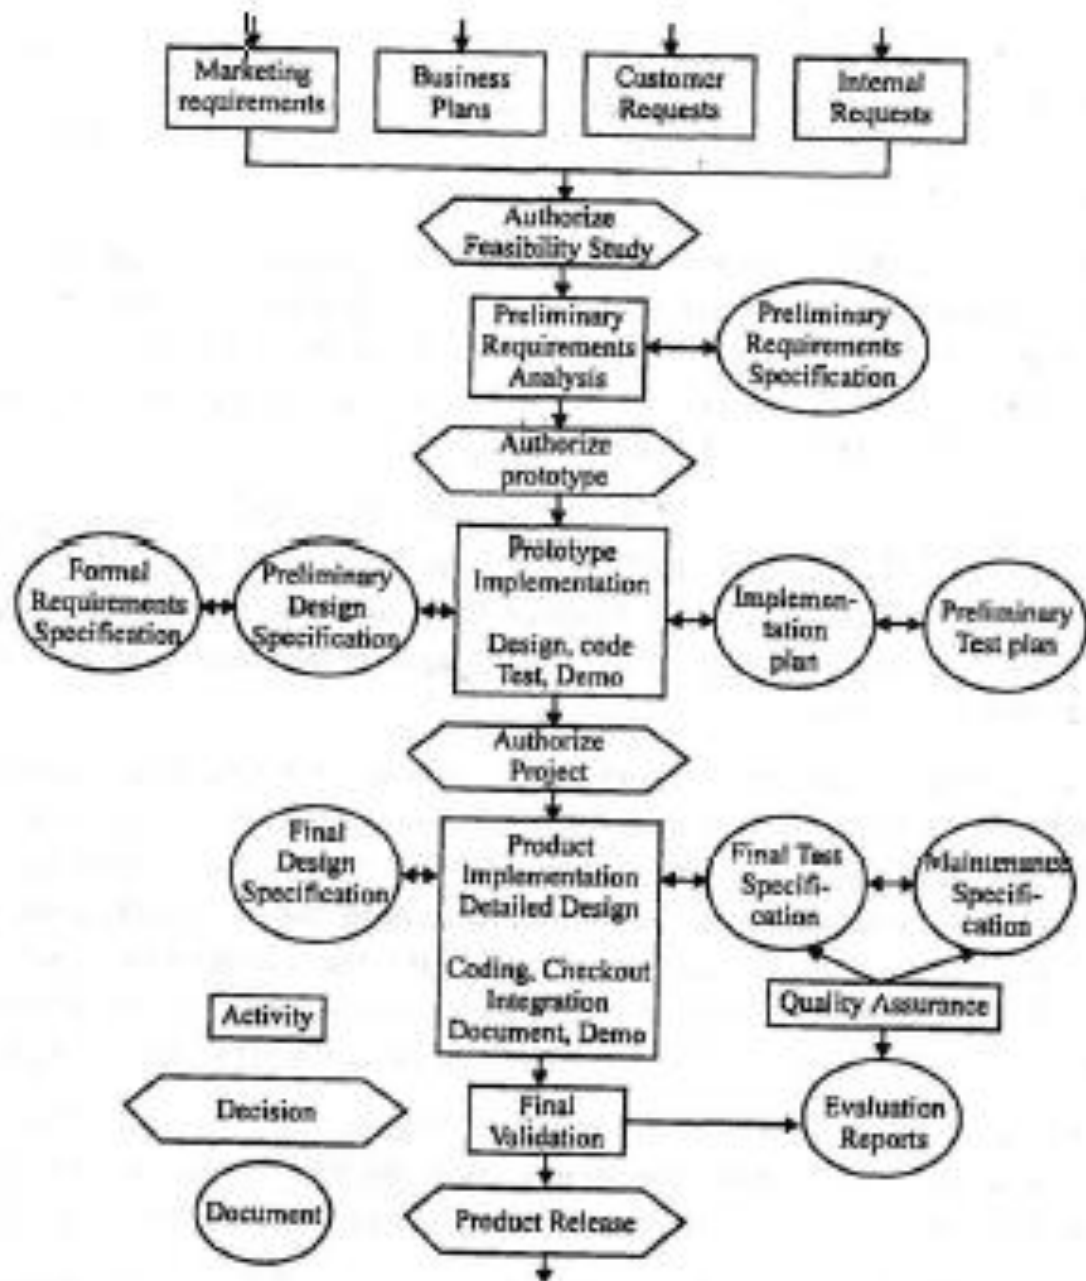 Marketing
requirements
Business
Plans
Customer
Requests
Internal
Requests
Authorize
Feasibility Study
Preliminary
Requirements
Analysis
Preliminary
Requirements
Specification
Authorize
prototype
Formal
Requirements
Specification
Preliminary
Design
Specification
Prototype
Implementation
Design, code
Test, Demo
Implemen-
tation
plan
Preliminary
Test plan
Authorize
Project
Final
Design
Specification
Product
Implementation
Detailed Design
Coding, Checkout
Integration
Document, Demo
Final Test
Specifi-
cation
Maintenance
Specifi-
cation
Quality Assurance
Activity
Decision
Document
Final
Validation
Evaluation
Reports
Product Release